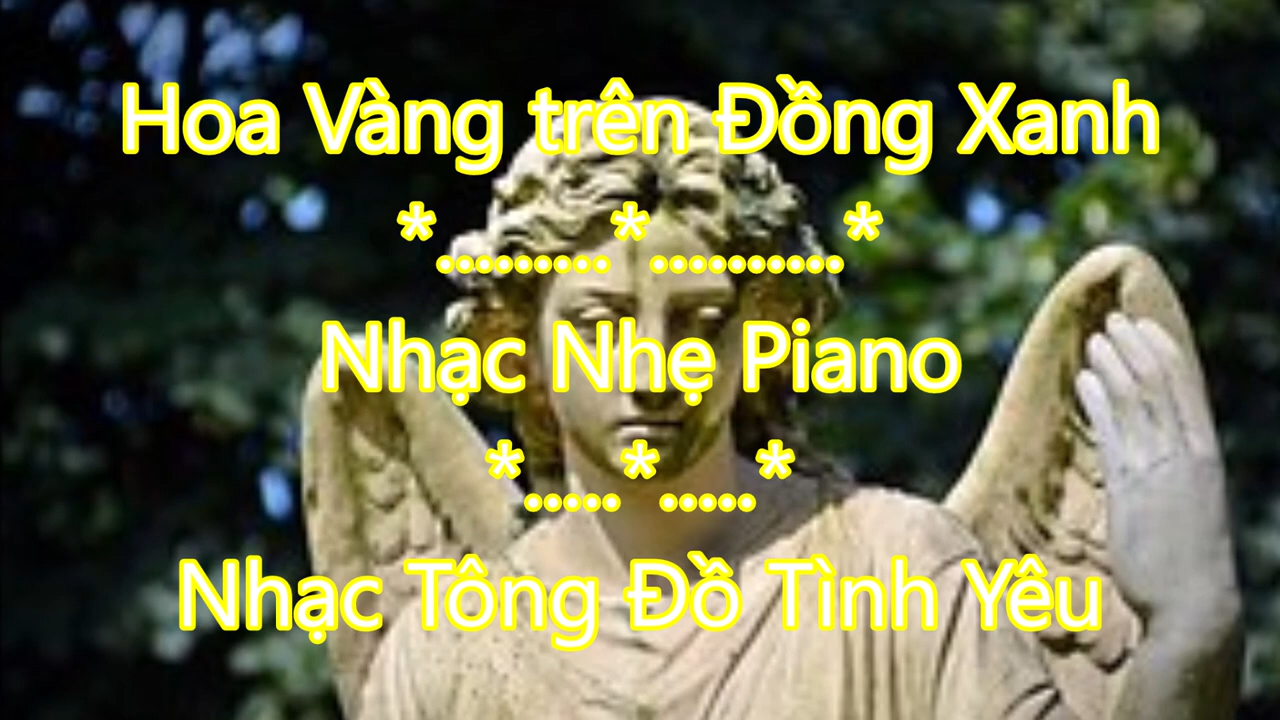 Hoa Vàng trên Đồng Xanh
*.........*..........*
Nhạc Nhẹ Piano
*.....*.....*
Nhạc Tông Đồ Tình Yêu